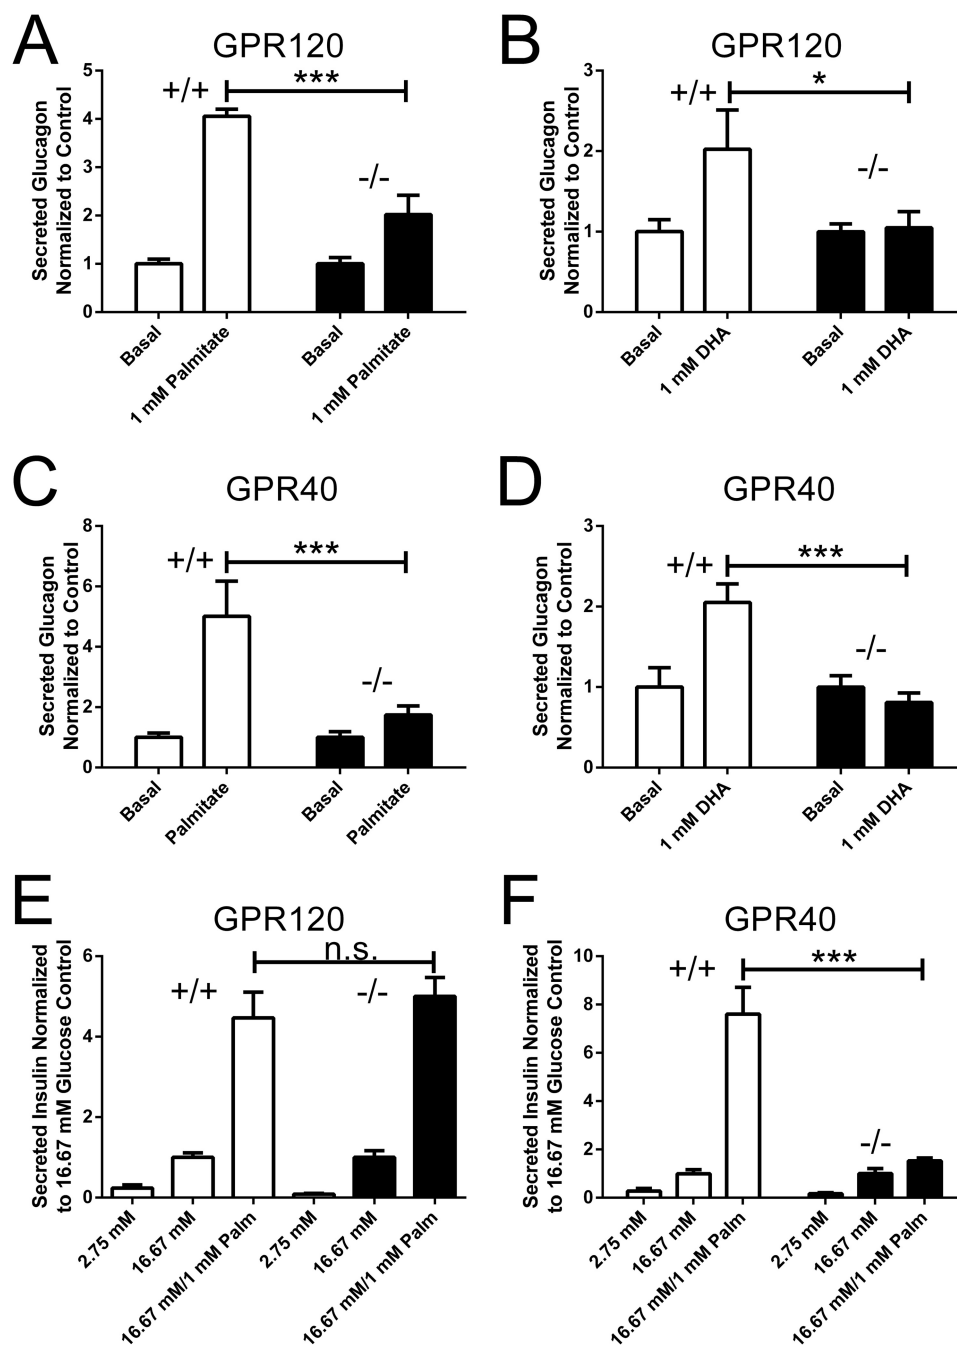 A
GPR120
Secreted Glucagon
Normalized to Control
5
4
3
2
1
0
+/+
***
-/-
Basal
1 mM Palmitate
Basal
1 mM Palmitate
B
GPR120
Secreted Glucagon
Normalized to Control
3
2
1
0
+/+
*
-/-
Basal
1 mM DHA
Basal
1 mM DHA
C
GPR40
Secreted Glucagon
Normalized to Control
8
6
4
2
0
+/+
***
-/-
Basal
Palmitate
Basal
Palmitate
D
GPR40
Secreted Glucagon
Normalized to Control
3
2
1
0
+/+
***
-/-
Basal
1 mM DHA
Basal
1 mM DHA
E
GPR120
Secreted Insulin Normalized
to 16.67 mM Glucose Control
6
4
2
0
+/+
n.s.
-/-
2.75 mM
16.67 mM
16.67 mM/1 mM Palm
2.75 mM
16.67 mM
16.67 mM/1 mM Palm
F
GPR40
Secreted Insulin Normalized
to 16.67 mM Glucose Control
10
8
6
4
2
0
+/+
***
-/-
2.75 mM
16.67 mM
16.67 mM/1 mM Palm
2.75 mM
16.67 mM
16.67 mM/1 mM Palm